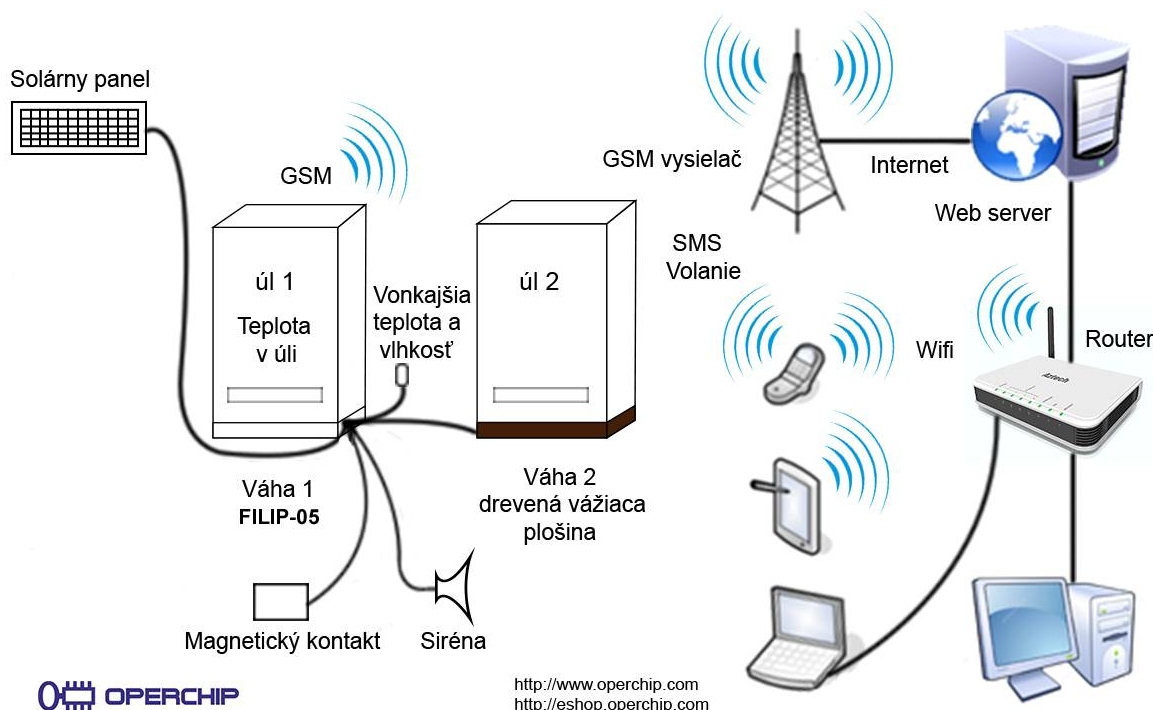 Solárny panel
GSM
GSM vysielač
Internet
Web server
úl 1
Teplota
v úli
Vonkajšia
teplota a
vlhkosť
úl 2
SMS
Volanie
Wifi
Router
Aztech
Váha 1
FILIP-05
Váha 2
drevená vážiaca
plošina
Magnetický kontakt
Siréna
OPERCHIP
http://www.operchip.com
http://eshop.operchip.com